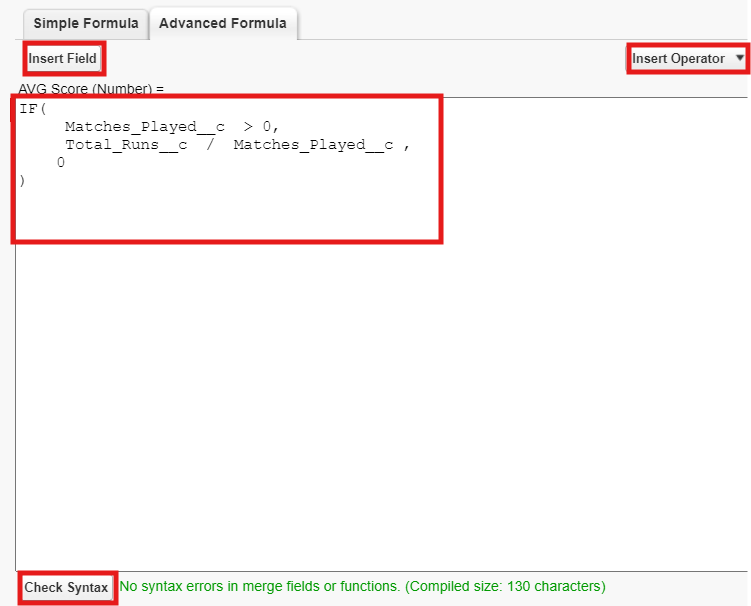 Simple Formula Advanced Formula
Insert Field Insert Operator
AVG Score (Number) =
IF(
Matches_Played__c > 0,
Total_Runs__c / Matches_Played__c ,
0
)
Check Syntax No syntax errors in merge fields or functions. (Compiled size: 130 characters)